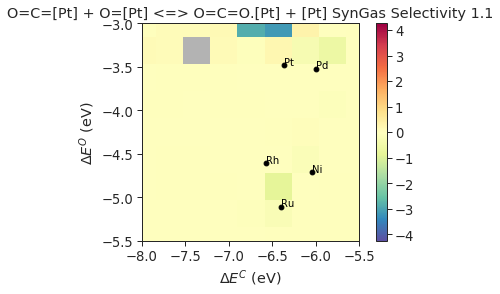 O=C=[Pt] + O=[Pt] <=> O=C=O.[Pt] + [Pt] SynGas Selectivity 1.1
−3.0
−3.5
−4.0
−4.5
−5.0
−5.5
ΔE^O (eV)
Pt
Pd
Rh
Ni
Ru
−8.0 −7.5 −7.0 −6.5 −6.0 −5.5
ΔE^C (eV)
4
3
2
1
0
−1
−2
−3
−4